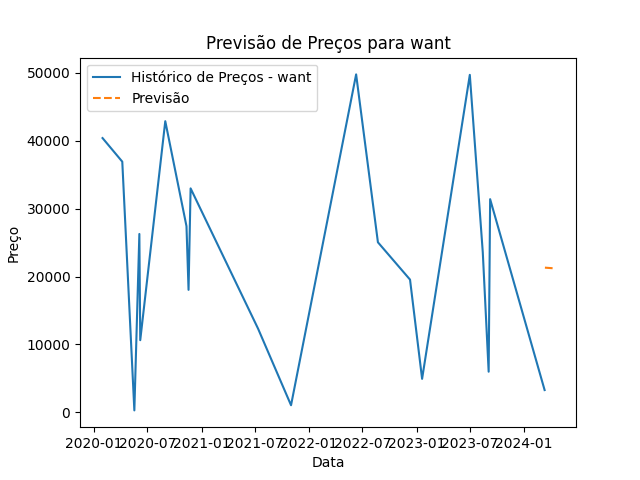 Previsão de Preços para want
Histórico de Preços - want
Previsão
Preço
50000
40000
30000
20000
10000
0
2020-01 2020-07 2021-01 2021-07 2022-01 2022-07 2023-01 2023-07 2024-01
Data